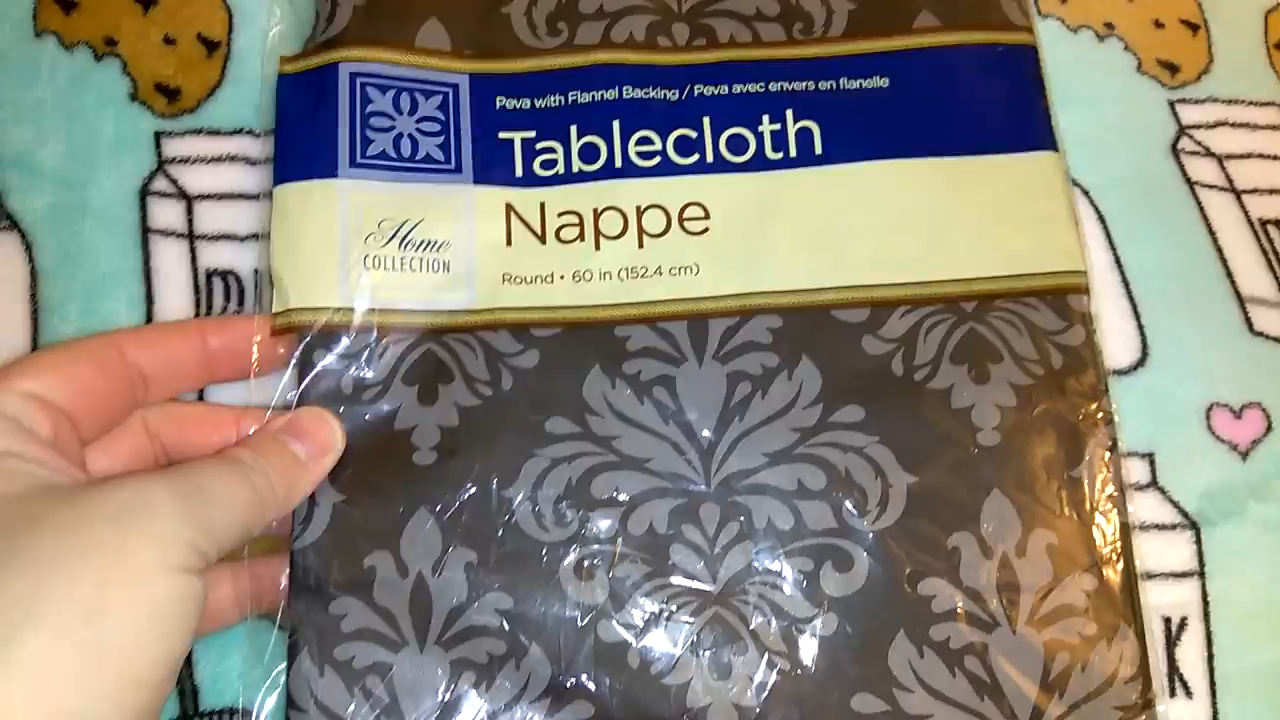 Peva with Flannel Backing / Peva avec envers en flanelle
Tablecloth
Nappe
Home
COLLECTION
Round • 60 in (152.4 cm)
K